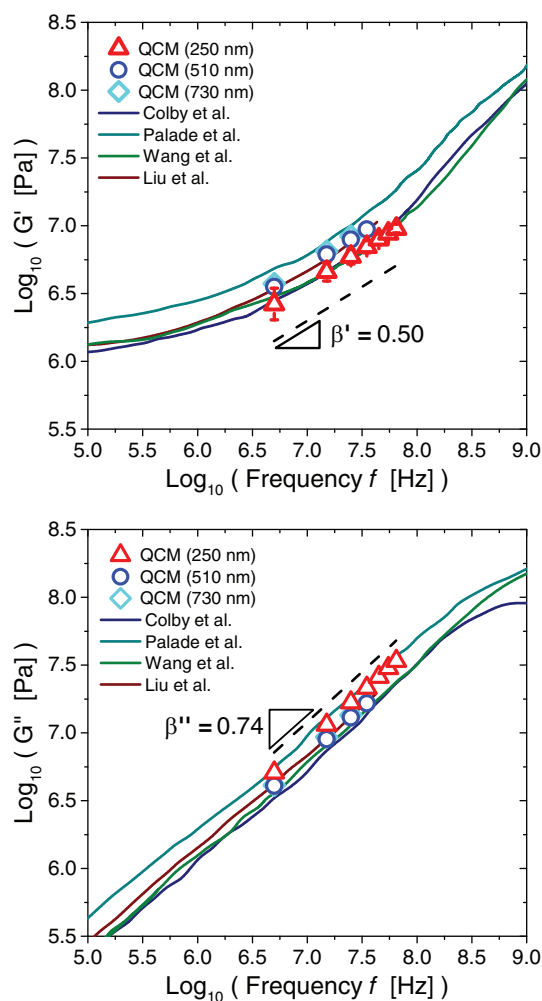 8.5
8.0
7.5
7.0
6.5
6.0
5.5
Log10 ( G' [Pa] )
QCM (250 nm)
QCM (510 nm)
QCM (730 nm)
Colby et al.
Palade et al.
Wang et al.
Liu et al.
β' = 0.50
5.0 5.5 6.0 6.5 7.0 7.5 8.0 8.5 9.0
Log10 ( Frequency f [Hz] )
8.5
8.0
7.5
7.0
6.5
6.0
5.5
Log10 ( G'' [Pa] )
QCM (250 nm)
QCM (510 nm)
QCM (730 nm)
Colby et al.
Palade et al.
Wang et al.
Liu et al.
β'' = 0.74
5.0 5.5 6.0 6.5 7.0 7.5 8.0 8.5 9.0
Log10 ( Frequency f [Hz] )